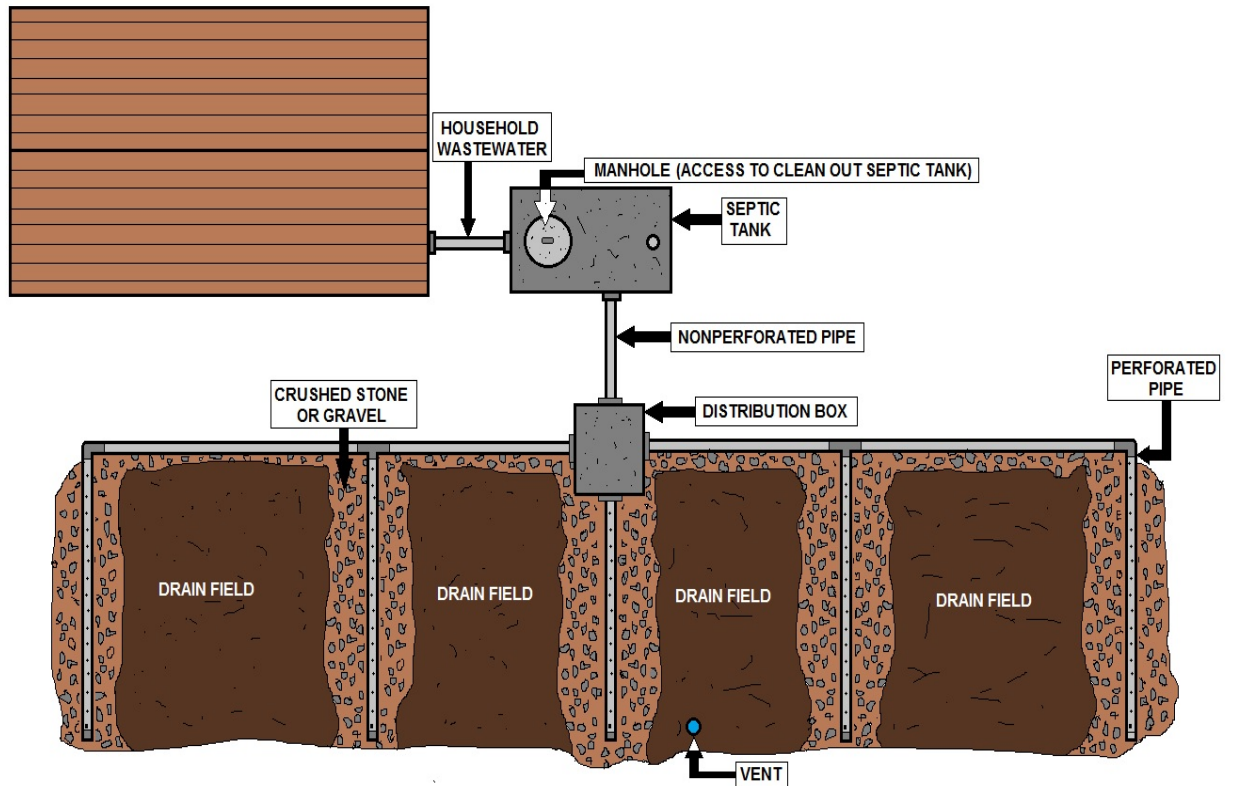 HOUSEHOLD
WASTEWATER
MANHOLE (ACCESS TO CLEAN OUT SEPTIC TANK)
SEPTIC
TANK
NONPERFORATED PIPE
PERFORATED
PIPE
CRUSHED STONE
OR GRAVEL
DISTRIBUTION BOX
DRAIN FIELD
DRAIN FIELD
DRAIN FIELD
DRAIN FIELD
VENT